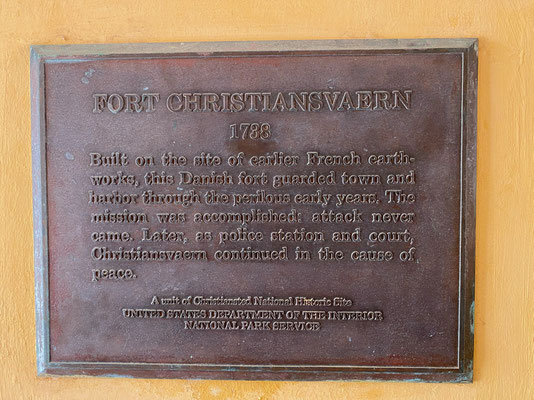 FORT CHRISTIANSVAERN
1738
Built on the site of earlier French earth-
works, this Danish fort guarded town and
harbor through the perilous early years. The
mission was accomplished: attack never
came. Later, as police station and court,
Christiansvaern continued in the cause of
peace.
A unit of Christiansted National Historic Site
UNITED STATES DEPARTMENT OF THE INTERIOR
NATIONAL PARK SERVICE